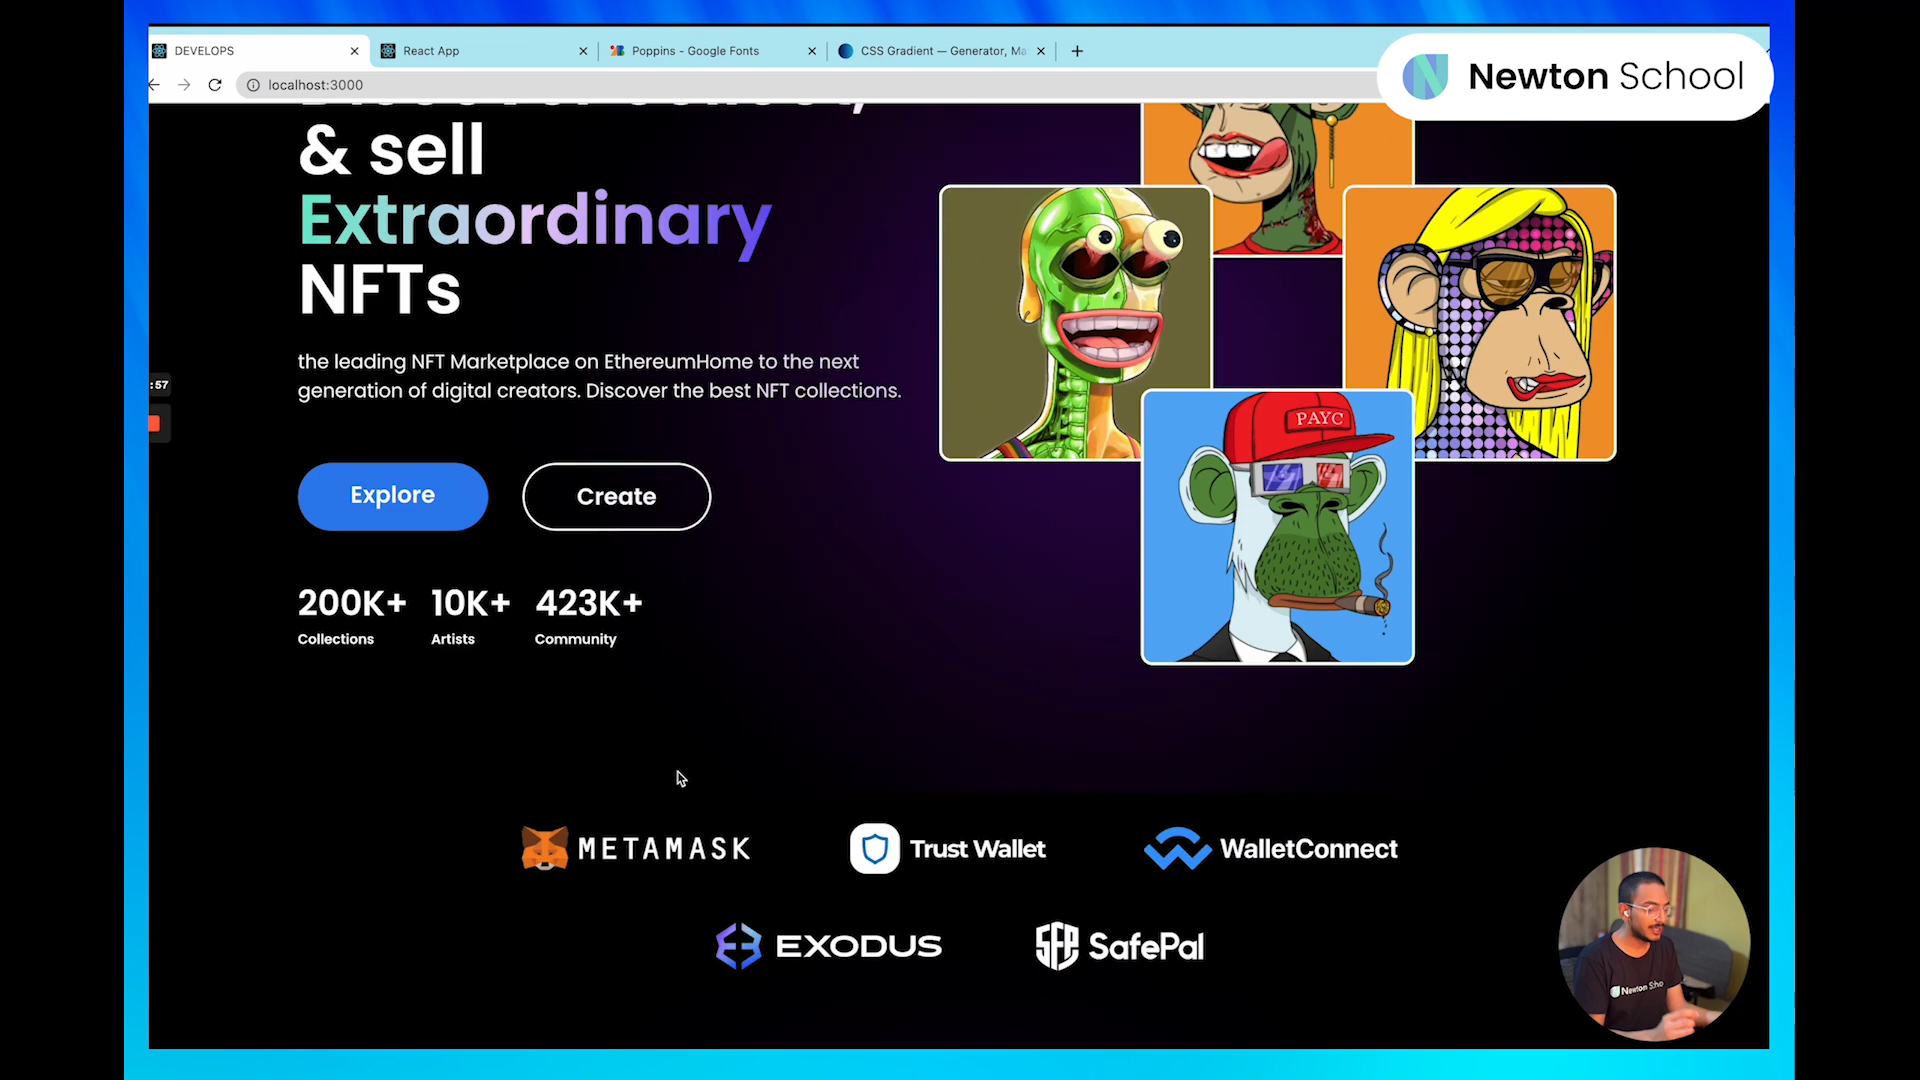 DEVELOPS
React App
Poppins - Google Fonts
CSS Gradient — Generator, Ma
localhost:3000
Newton School
& sell
Extraordinary
NFTs
the leading NFT Marketplace on EthereumHome to the next
generation of digital creators. Discover the best NFT collections.
:57
Explore
Create
200K+ 10K+ 423K+
Collections Artists Community
PAYC
METAMASK
Trust Wallet
WalletConnect
EXODUS
SafePal
Newton Scho